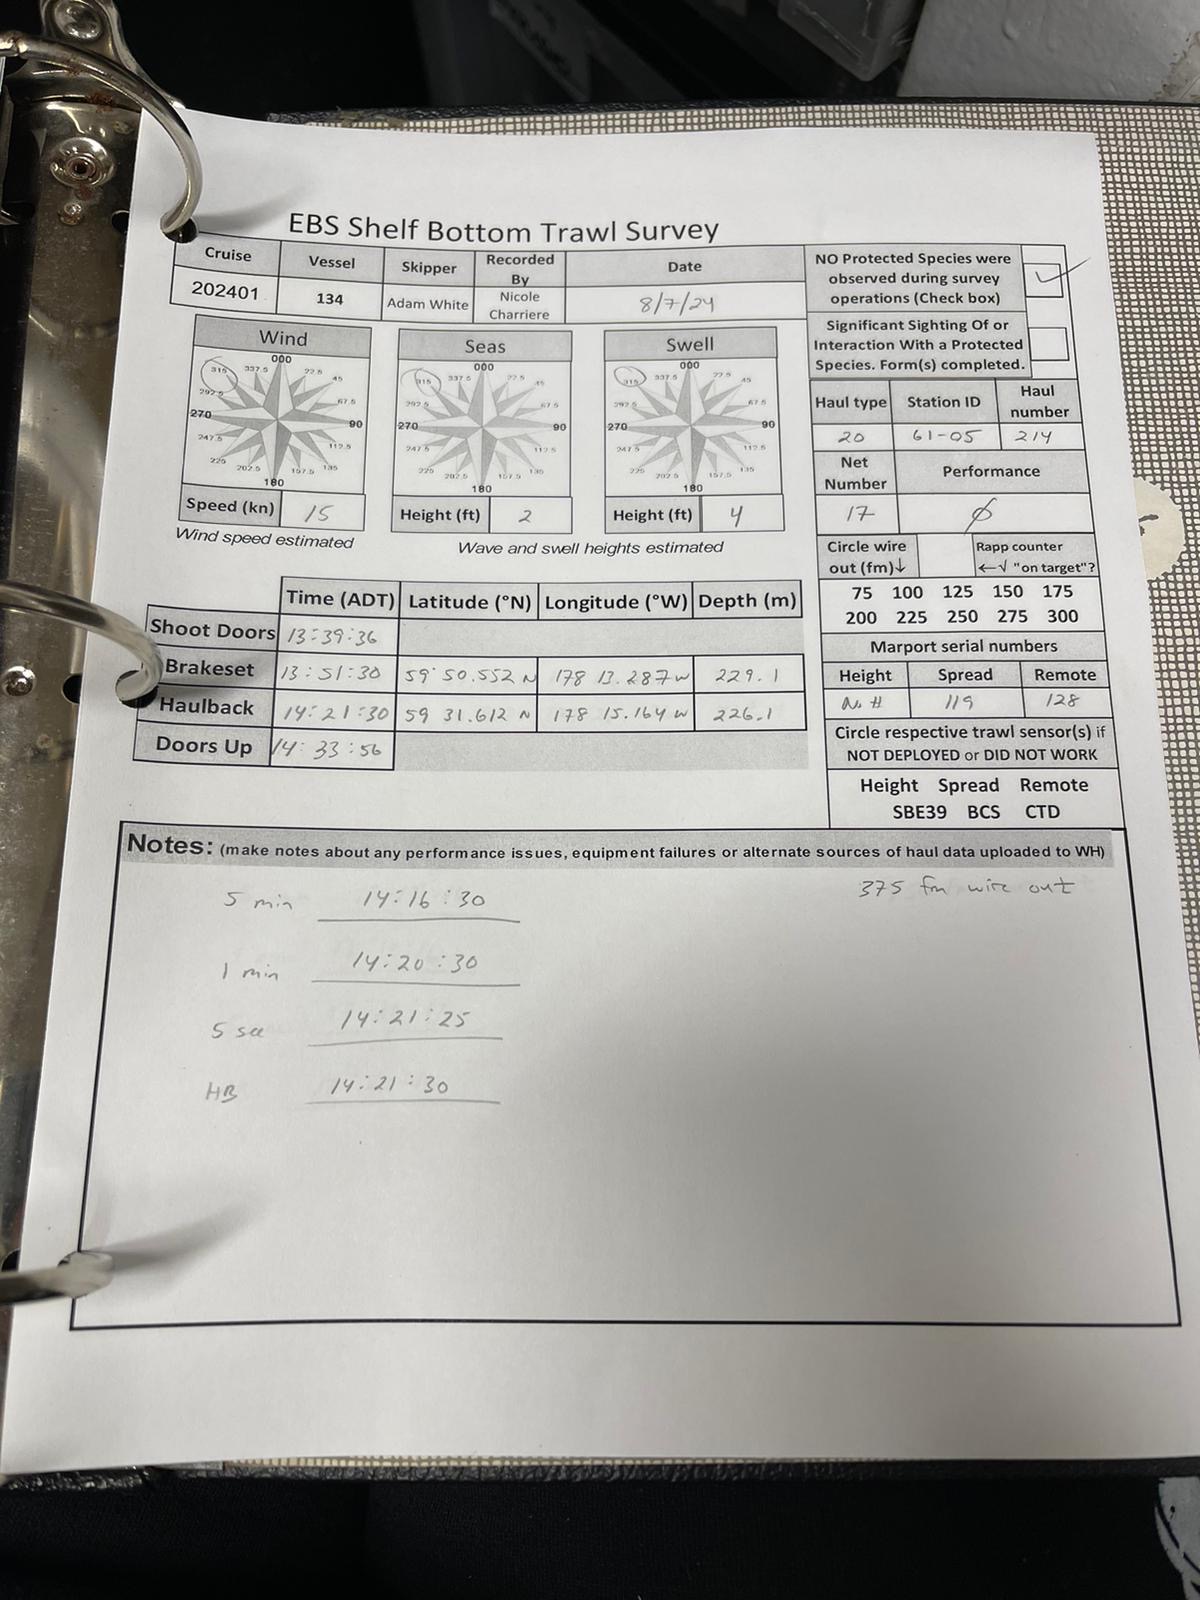 EBS Shelf Bottom Trawl Survey
Cruise Vessel Skipper Recorded By Date
202401 134 Adam White Nicole Charriere 8/7/24
NO Protected Species were
observed during survey
operations (Check box) ✓
Significant Sighting Of or
Interaction With a Protected
Species. Form(s) completed.
Wind
000
22.5
45
67.5
90
112.5
135
157.5
180
202.5
225
247.5
270
292.5
315
337.5
Speed (kn) 15
Wind speed estimated
Seas
000
22.5
45
67.5
90
112.5
135
157.5
180
202.5
225
247.5
270
292.5
315
337.5
Height (ft) 2
Swell
000
22.5
45
67.5
90
112.5
135
157.5
180
202.5
225
247.5
270
292.5
315
337.5
Height (ft) 4
Wave and swell heights estimated
Haul type Station ID Haul number
20 61-05 214
Net Number Performance
17 Ø
Circle wire out (fm)↓ Rapp counter ←√ "on target"?
75 100 125 150 175
200 225 250 275 300
Marport serial numbers
Height Spread Remote
No # 119 128
Circle respective trawl sensor(s) if
NOT DEPLOYED or DID NOT WORK
Height Spread Remote
SBE39 BCS CTD
Time (ADT) Latitude (°N) Longitude (°W) Depth (m)
Shoot Doors 13:39:36
Brakeset 13:51:30 59° 50.552 N 178 13.287 W 229.1
Haulback 14:21:30 59 31.612 N 178 15.164 W 226.1
Doors Up 14:33:56
Notes: (make notes about any performance issues, equipment failures or alternate sources of haul data uploaded to WH)
375 fm wire out
5 min 14:16:30
1 min 14:20:30
5 sec 14:21:25
HB 14:21:30